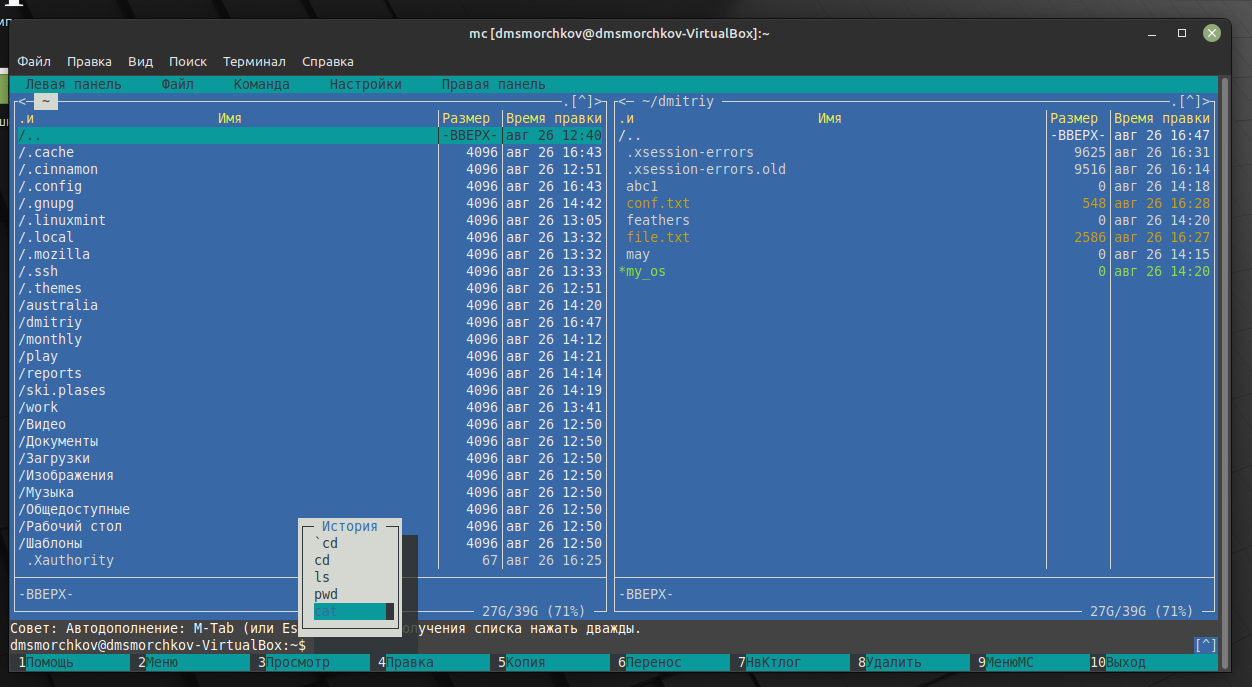 mc [dmsmorchkov@dmsmorchkov-VirtualBox]:~
Файл Правка Вид Поиск Терминал Справка
Левая панель Файл Команда Настройки Правая панель
<─ ~ .[^]>
.и Имя Размер Время правки
/.. -ВВЕРХ- авг 26 12:40
/.cache 4096 авг 26 16:43
/.cinnamon 4096 авг 26 12:51
/.config 4096 авг 26 16:43
/.gnupg 4096 авг 26 14:42
/.linuxmint 4096 авг 26 13:05
/.local 4096 авг 26 13:32
/.mozilla 4096 авг 26 13:32
/.ssh 4096 авг 26 13:33
/.themes 4096 авг 26 12:51
/australia 4096 авг 26 14:20
/dmitriy 4096 авг 26 16:47
/monthly 4096 авг 26 14:12
/play 4096 авг 26 14:21
/reports 4096 авг 26 14:14
/ski.plases 4096 авг 26 14:19
/work 4096 авг 26 13:41
/Видео 4096 авг 26 12:50
/Документы 4096 авг 26 12:50
/Загрузки 4096 авг 26 12:50
/Изображения 4096 авг 26 12:50
/Музыка 4096 авг 26 12:50
/Общедоступные 4096 авг 26 12:50
/Рабочий стол 4096 авг 26 12:50
/Шаблоны 4096 авг 26 12:50
.Xauthority 67 авг 26 16:25
-ВВЕРХ-
27G/39G (71%)
<─ ~/dmitriy .[^]>
.и Имя Размер Время правки
/.. -ВВЕРХ- авг 26 16:47
.xsession-errors 9625 авг 26 16:31
.xsession-errors.old 9516 авг 26 16:14
abc1 0 авг 26 14:18
conf.txt 548 авг 26 16:28
feathers 0 авг 26 14:20
file.txt 2586 авг 26 16:27
may 0 авг 26 14:15
*my_os 0 авг 26 14:20
-ВВЕРХ-
27G/39G (71%)
История
`cd
cd
ls
pwd
cat
Совет: Автодополнение: M-Tab (или Es олучения списка нажать дважды.
dmsmorchkov@dmsmorchkov-VirtualBox:~$ [^]
1Помощь 2Меню 3Просмотр 4Правка 5Копия 6Перенос 7НвКтлог 8Удалить 9МенюМС 10Выход